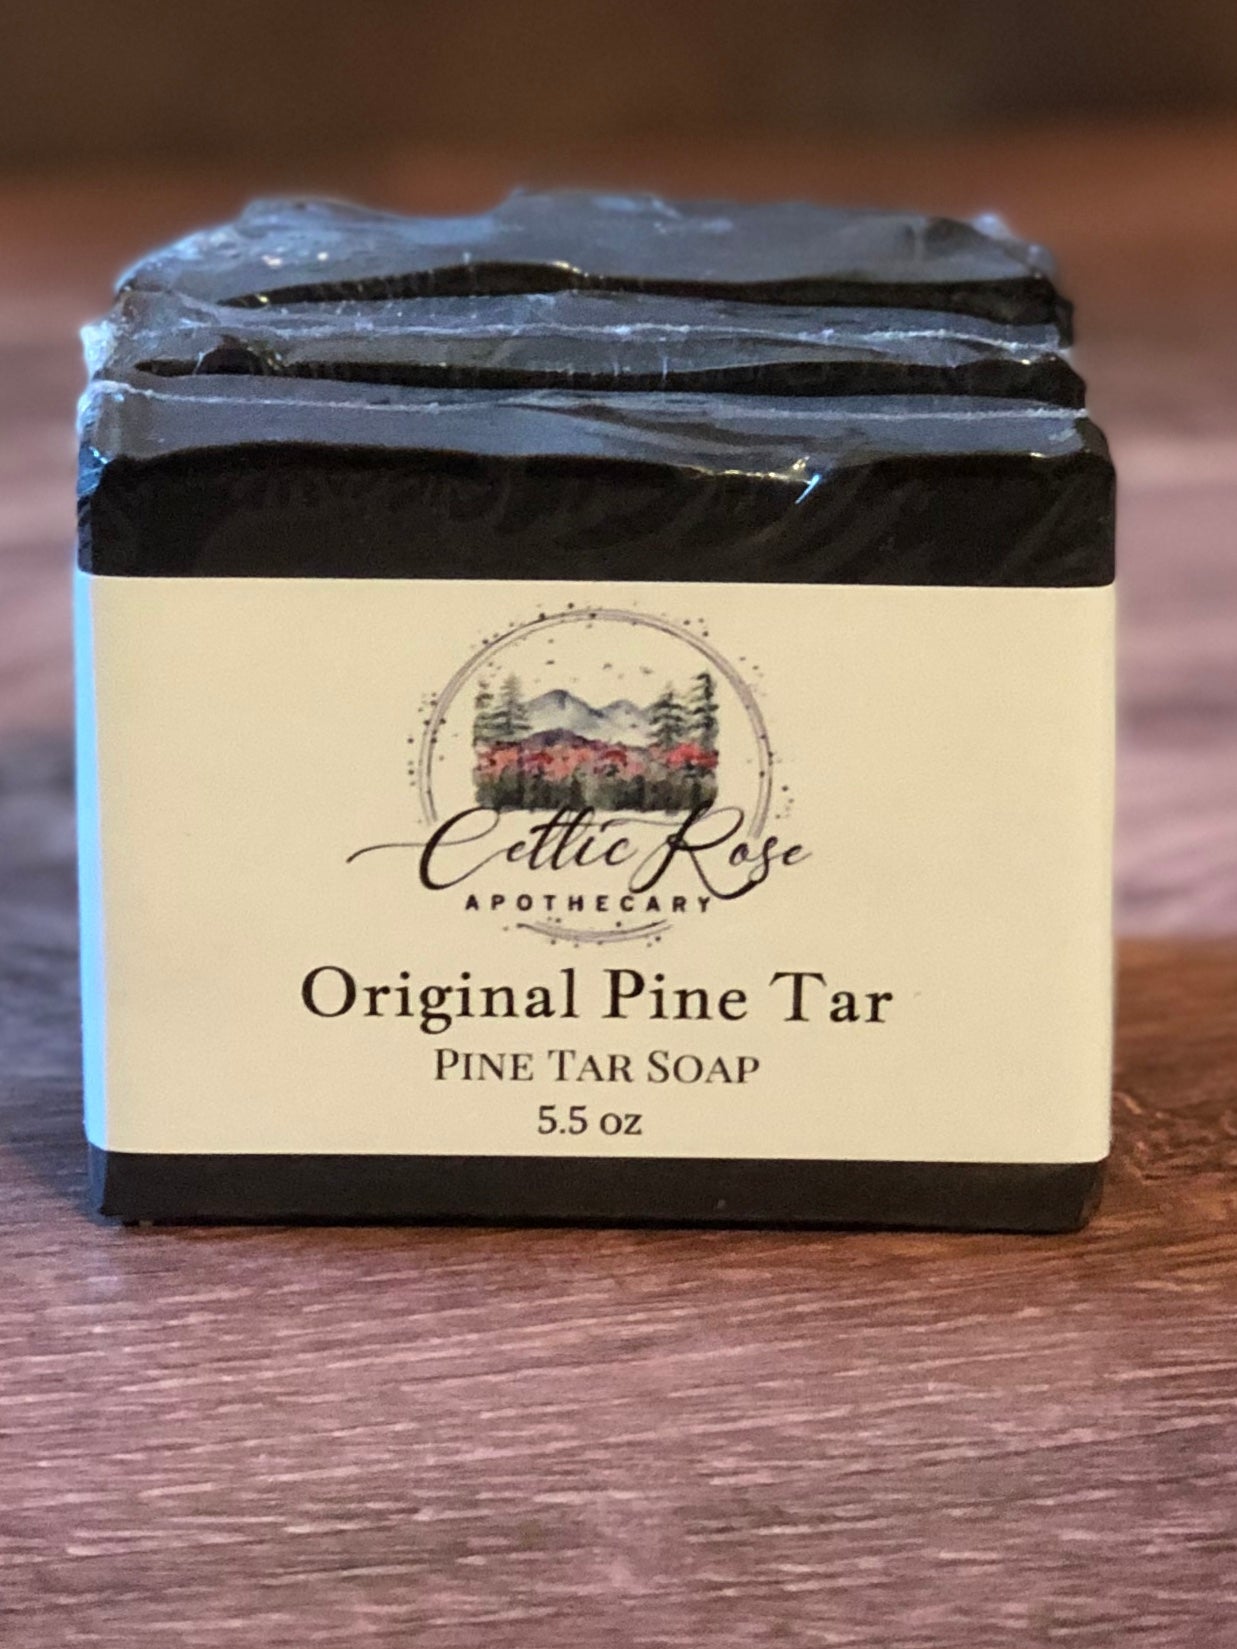 Celtic Rose
APOTHECARY
Original Pine Tar
PINE TAR SOAP
5.5 oz